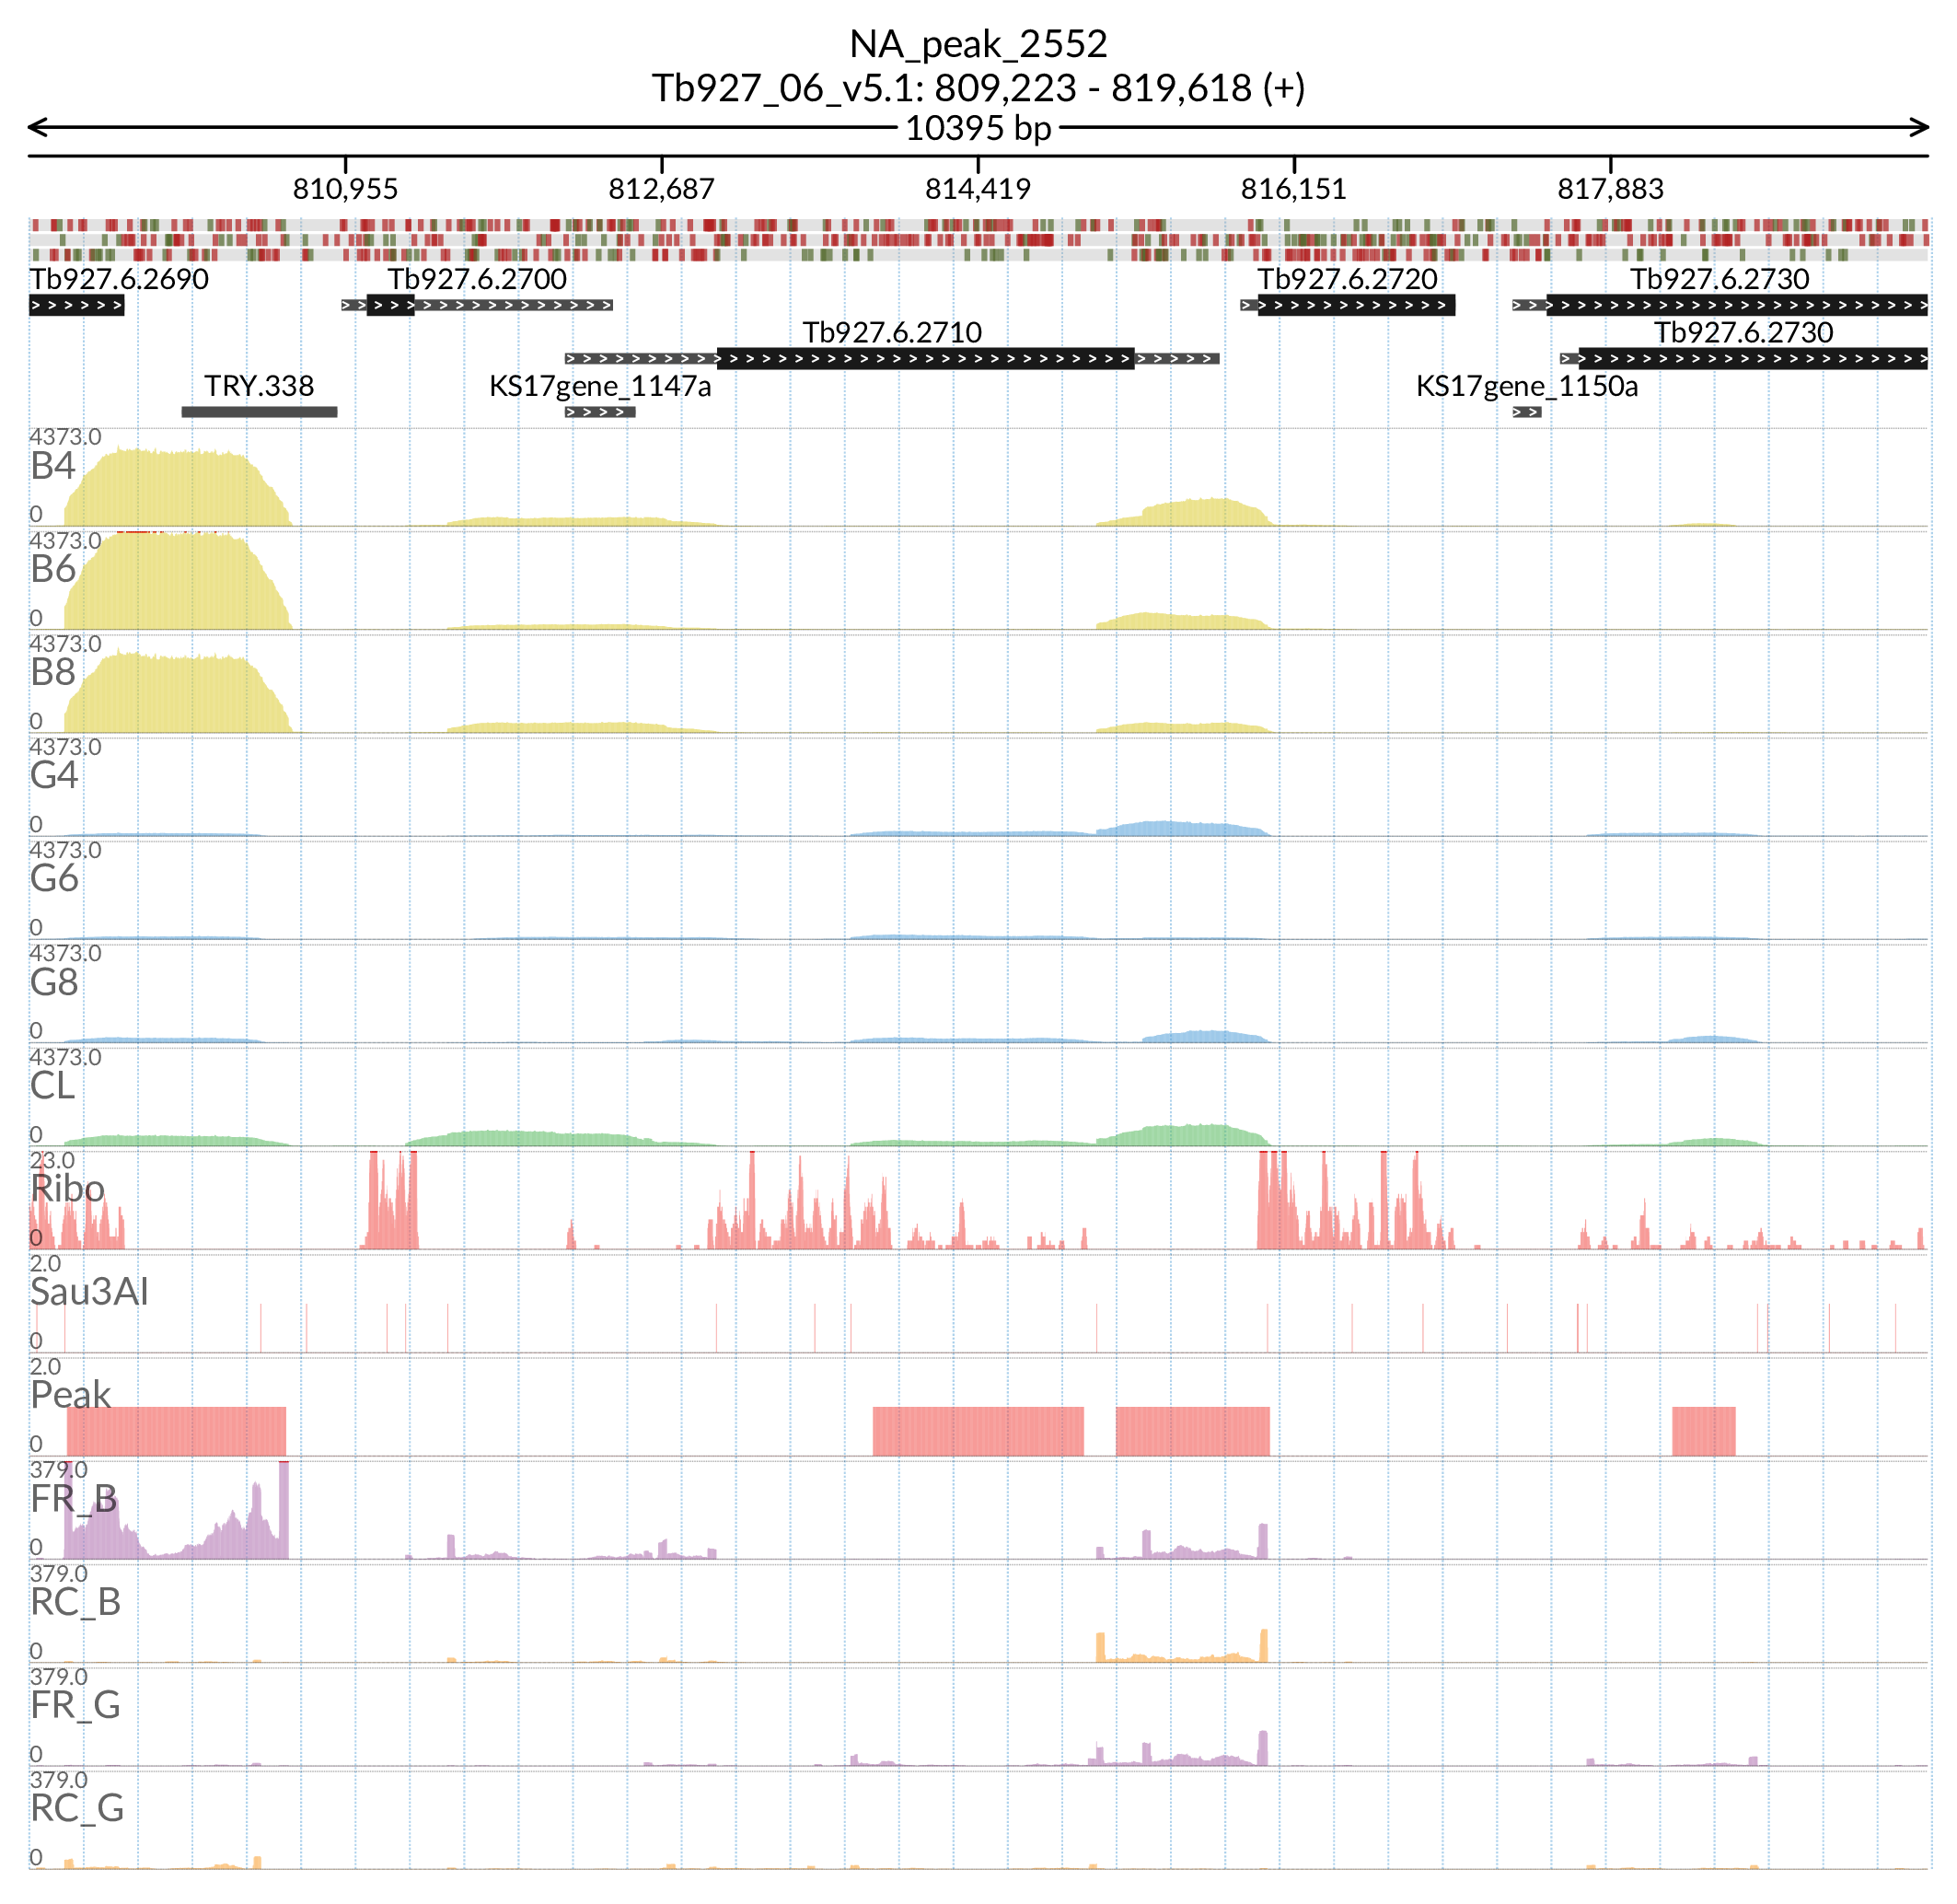 NA_peak_2552
Tb927_06_v5.1: 809,223 - 819,618 (+)
10395 bp
810,955 812,687 814,419 816,151 817,883
Tb927.6.2690 Tb927.6.2700 Tb927.6.2720 Tb927.6.2730
Tb927.6.2710 Tb927.6.2730
TRY.338 KS17gene_1147a KS17gene_1150a
4373.0
B4
0
4373.0
B6
0
4373.0
B8
0
4373.0
G4
0
4373.0
G6
0
4373.0
G8
0
4373.0
CL
0
23.0
Ribo
0
2.0
Sau3AI
0
2.0
Peak
0
379.0
FR_B
0
379.0
RC_B
0
379.0
FR_G
0
379.0
RC_G
0